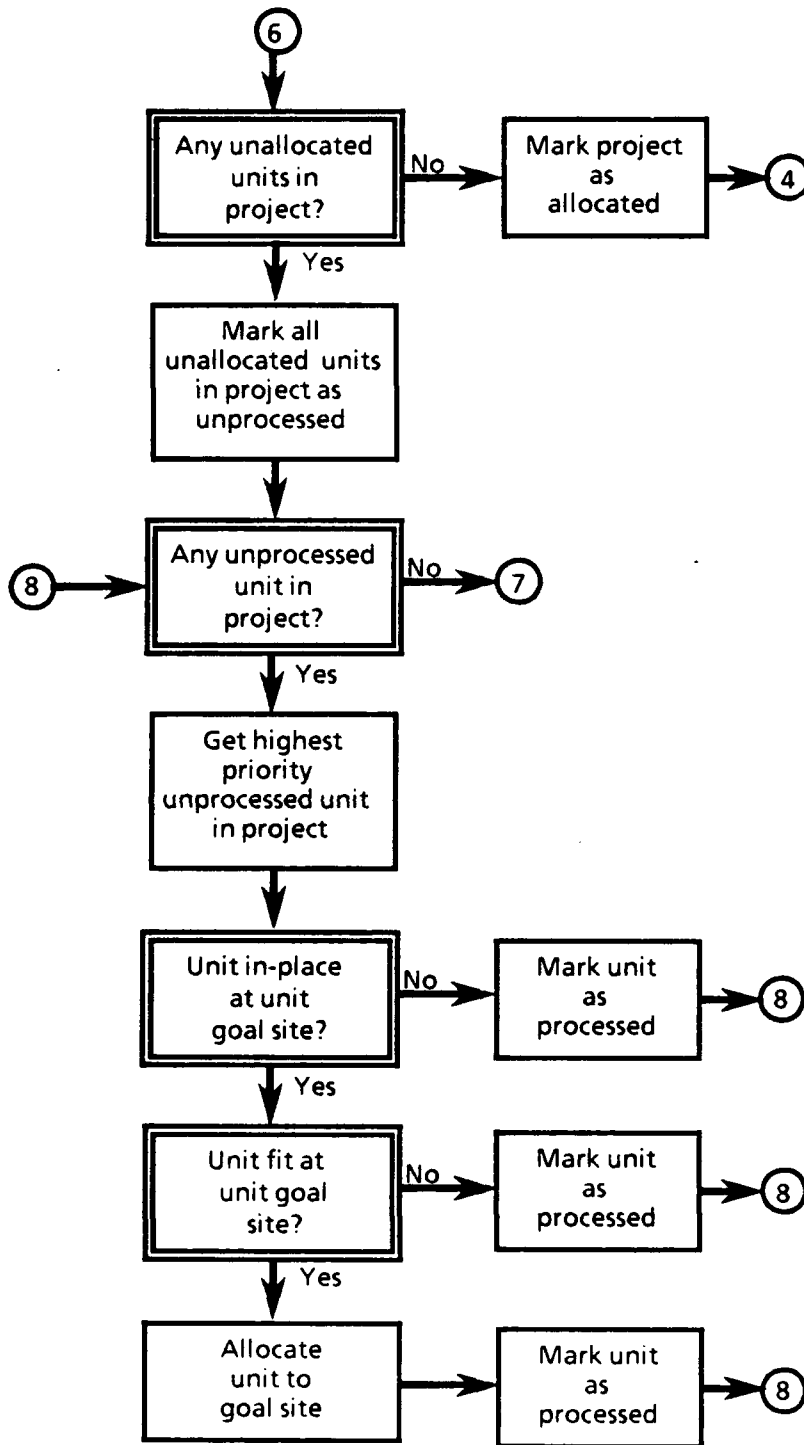 6
Any unallocated
units in
project?
No
Mark project
as
allocated
4
Yes
Mark all
unallocated units
in project as
unprocessed
8
Any unprocessed
unit in
project?
No
7
Yes
Get highest
priority
unprocessed unit
in project
Unit in-place
at unit
goal site?
No
Mark unit
as
processed
8
Yes
Unit fit at
unit goal
site?
No
Mark unit
as
processed
8
Yes
Allocate
unit to
goal site
Mark unit
as
processed
8